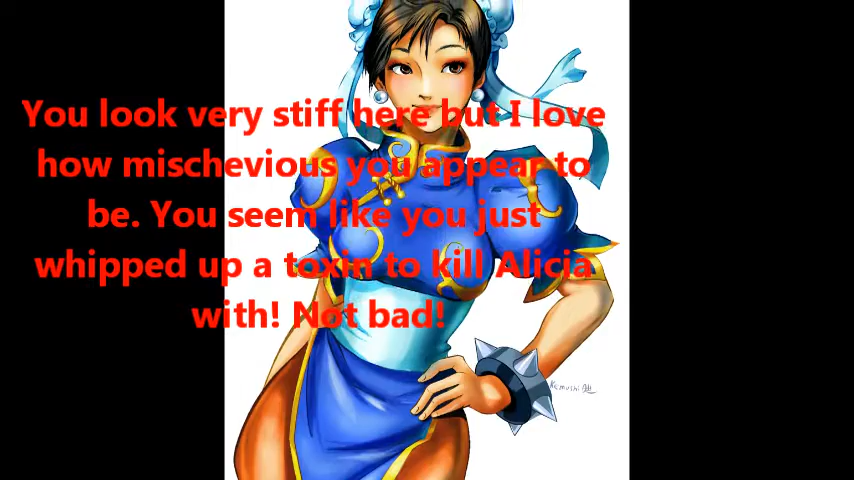 You look very stiff here but I love
how mischevious you appear to
be. You seem like you just
whipped up a toxin to kill Alicia
with! Not bad!
Kamushi